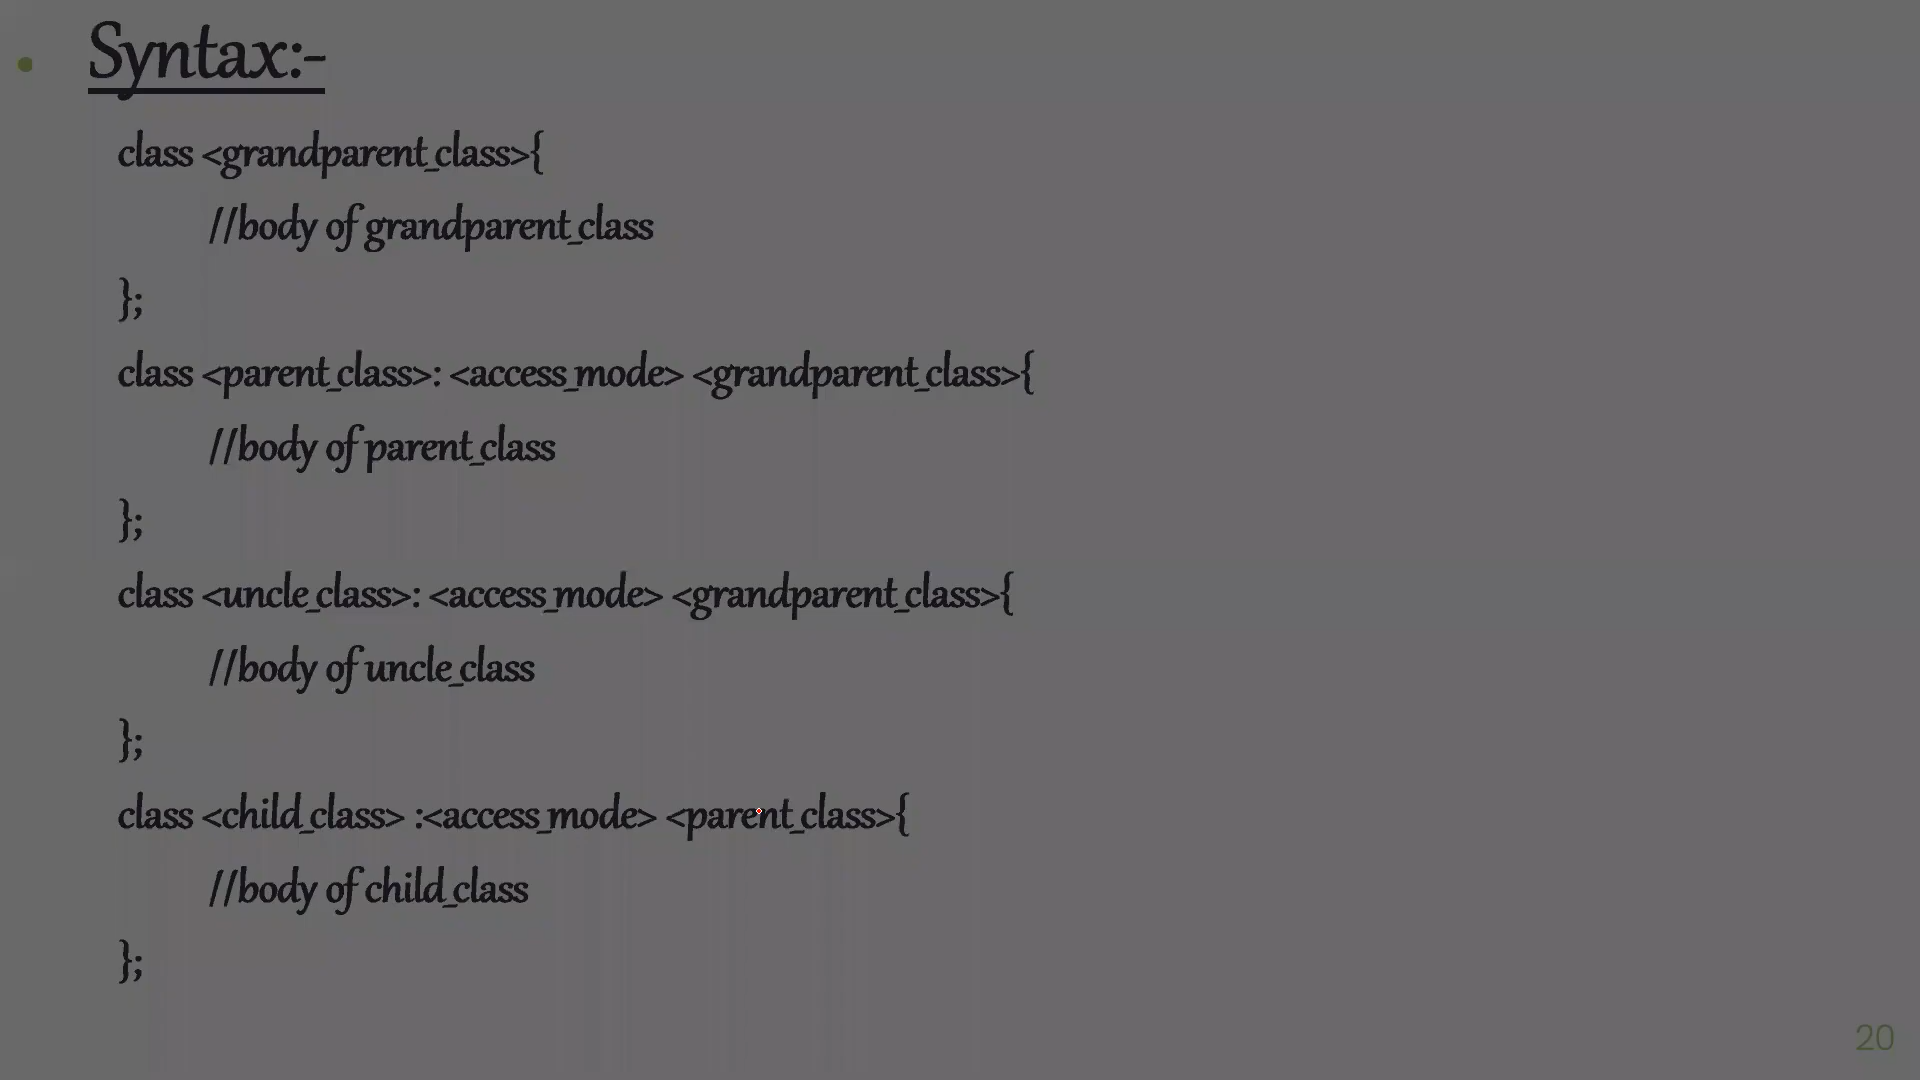 Syntax:-
class <grandparent_class>{
//body of grandparent_class
};
class <parent_class>: <access_mode> <grandparent_class>{
//body of parent_class
};
class <uncle_class>: <access_mode> <grandparent_class>{
//body of uncle_class
};
class <child_class> :<access_mode> <parent_class>{
//body of child_class
};
20